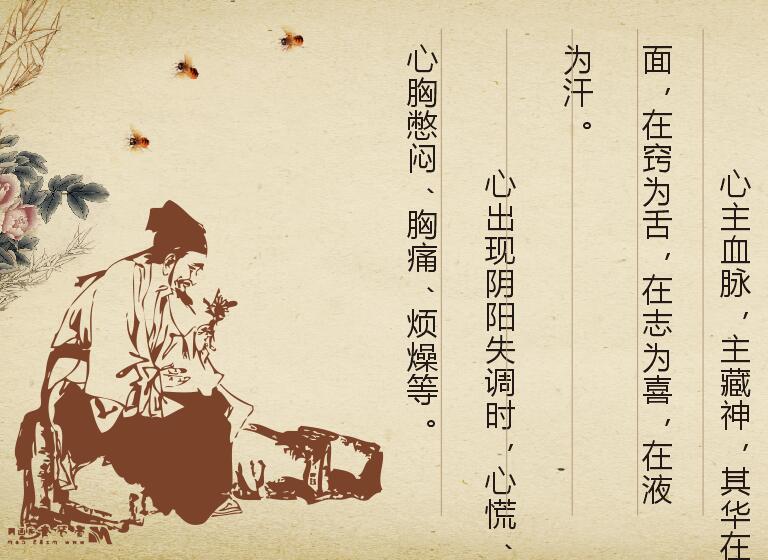 心主血脉，主藏神，其华在
面，在窍为舌，在志为喜，在液
为汗。
心出现阴阳失调时，心慌、
心胸憋闷、胸痛、烦燥等。